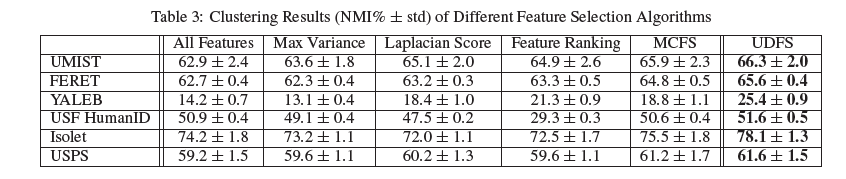 Table 3: Clustering Results (NMI% ± std) of Different Feature Selection Algorithms
All Features Max Variance Laplacian Score Feature Ranking MCFS UDFS
UMIST 62.9 ± 2.4 63.6 ± 1.8 65.1 ± 2.0 64.9 ± 2.6 65.9 ± 2.3 66.3 ± 2.0
FERET 62.7 ± 0.4 62.3 ± 0.4 63.2 ± 0.3 63.3 ± 0.5 64.8 ± 0.5 65.6 ± 0.4
YALEB 14.2 ± 0.7 13.1 ± 0.4 18.4 ± 1.0 21.3 ± 0.9 18.8 ± 1.1 25.4 ± 0.9
USF HumanID 50.9 ± 0.4 49.1 ± 0.4 47.5 ± 0.2 29.3 ± 0.3 50.6 ± 0.4 51.6 ± 0.5
Isolet 74.2 ± 1.8 73.2 ± 1.1 72.0 ± 1.1 72.5 ± 1.7 75.5 ± 1.8 78.1 ± 1.3
USPS 59.2 ± 1.5 59.6 ± 1.1 60.2 ± 1.3 59.6 ± 1.1 61.2 ± 1.7 61.6 ± 1.5